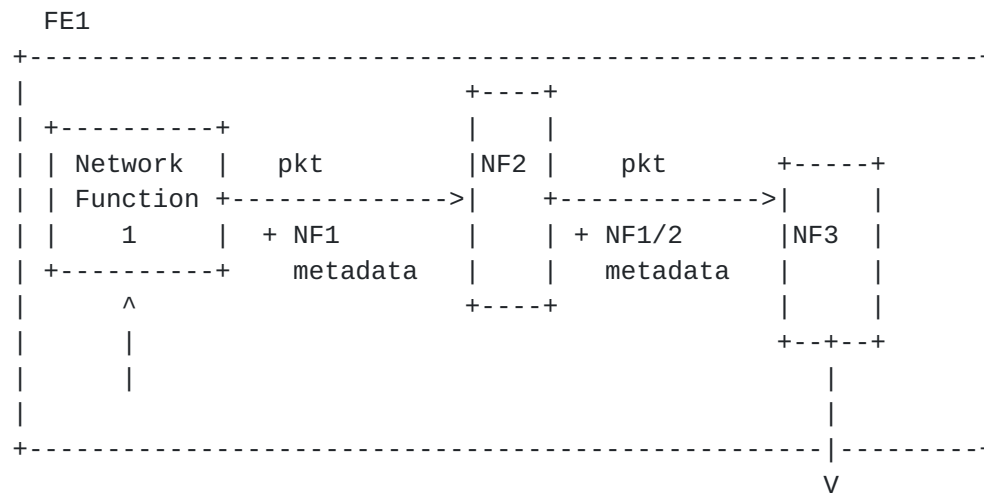 FE1
Network pkt NF2 pkt
Function
1 + NF1 + NF1/2 NF3
metadata metadata
V